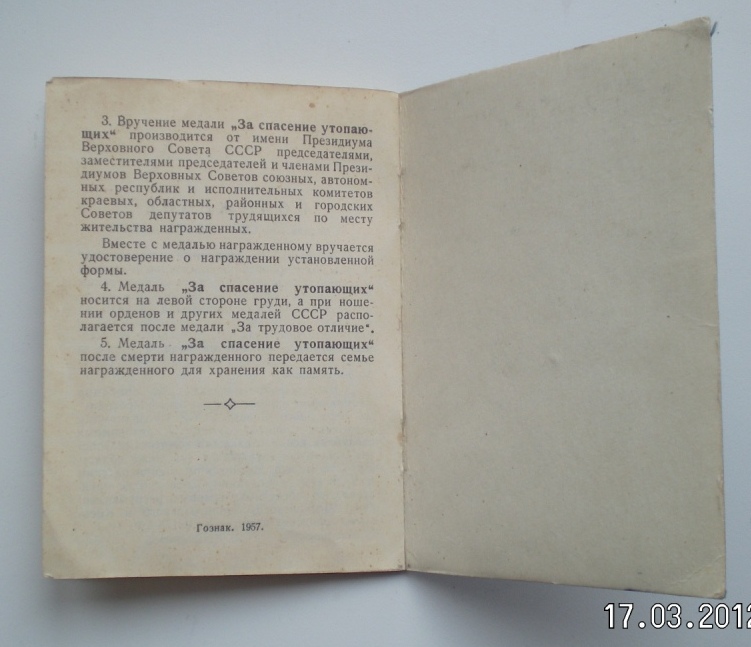 3. Вручение медали „За спасение утопаю-
щих“ производится от имени Президиума
Верховного Совета СССР председателями,
заместителями председателей и членами Прези-
диумов Верховных Советов союзных, автоном-
ных республик и исполнительных комитетов
краевых, областных, районных и городских
Советов депутатов трудящихся по месту
жительства награжденных.
Вместе с медалью награжденному вручается
удостоверение о награждении установленной
формы.
4. Медаль „За спасение утопающих“
носится на левой стороне груди, а при ноше-
нии орденов и других медалей СССР распо-
лагается после медали „За трудовое отличие“.
5. Медаль „За спасение утопающих“
после смерти награжденного передается семье
награжденного для хранения как память.
Гознак. 1957.
17.03.2012